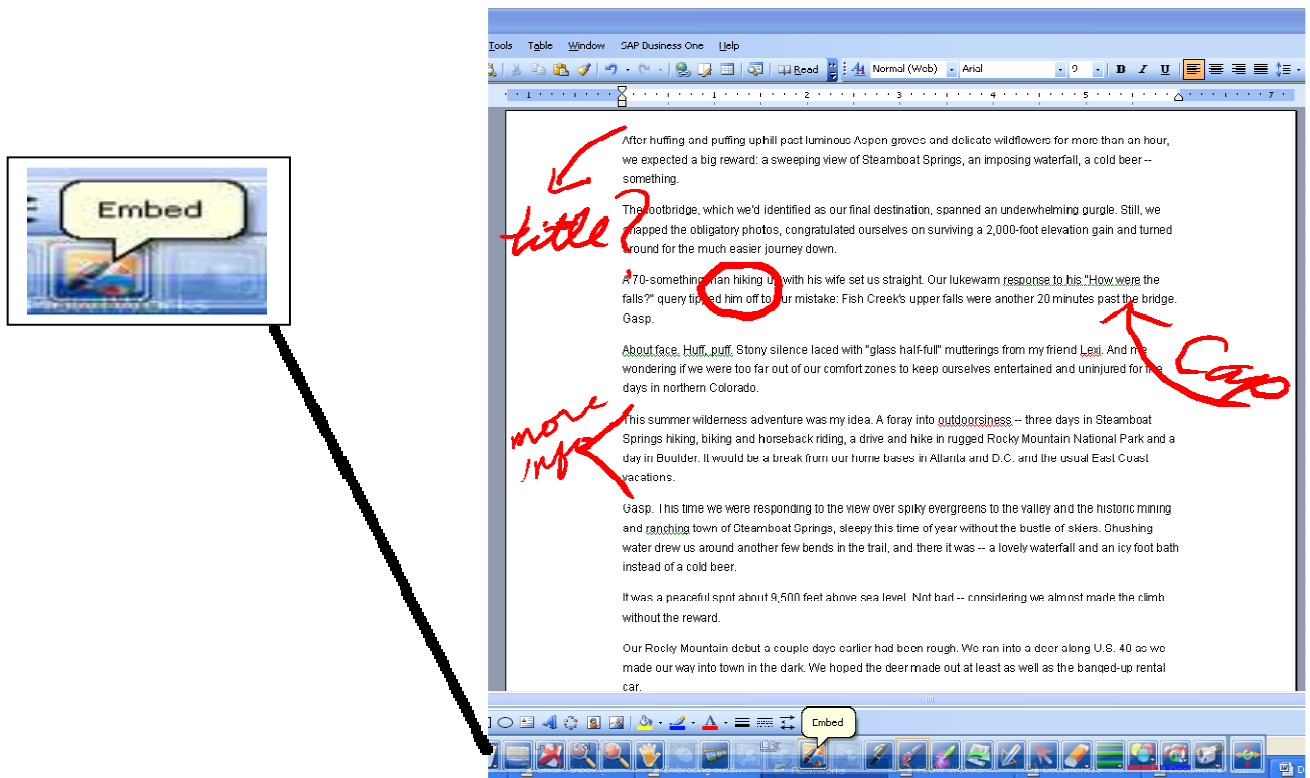 Embed
Tools Table Window SAP Business One Help
Read Normal (Web) Arial 9 B I U
1 1 2 3 4 5 7
After huffing and puffing uphill past luminous Aspen groves and delicate wildflowers for more than an hour,
we expected a big reward: a sweeping view of Steamboat Springs, an imposing waterfall, a cold beer --
something.
title?
The footbridge, which we'd identified as our final destination, spanned an underwhelming gurgle. Still, we
snapped the obligatory photos, congratulated ourselves on surviving a 2,000-foot elevation gain and turned
around for the much easier journey down.
A 70-something man hiking up with his wife set us straight. Our lukewarm response to his "How were the
falls?" query tipped him off to our mistake: Fish Creek's upper falls were another 20 minutes past the bridge.
Gasp.
Cap
About face. Huff, puff. Stony silence laced with "glass half-full" mutterings from my friend Lexi. And me
wondering if we were too far out of our comfort zones to keep ourselves entertained and uninjured for five
days in northern Colorado.
more
info
This summer wilderness adventure was my idea. A foray into outdoorsiness -- three days in Steamboat
Springs hiking, biking and horseback riding, a drive and hike in rugged Rocky Mountain National Park and a
day in Boulder. It would be a break from our home bases in Atlanta and D.C. and the usual East Coast
vacations.
Gasp. This time we were responding to the view over spiky evergreens to the valley and the historic mining
and ranching town of Steamboat Springs, sleepy this time of year without the bustle of skiers. Shushing
water drew us around another few bends in the trail, and there it was -- a lovely waterfall and an icy foot bath
instead of a cold beer.
It was a peaceful spot about 9,500 feet above sea level. Not bad -- considering we almost made the climb
without the reward.
Our Rocky Mountain debut a couple days earlier had been rough. We ran into a deer along U.S. 40 as we
made our way into town in the dark. We hoped the deer made out at least as well as the banged-up rental
car.
Embed
FlowWorks